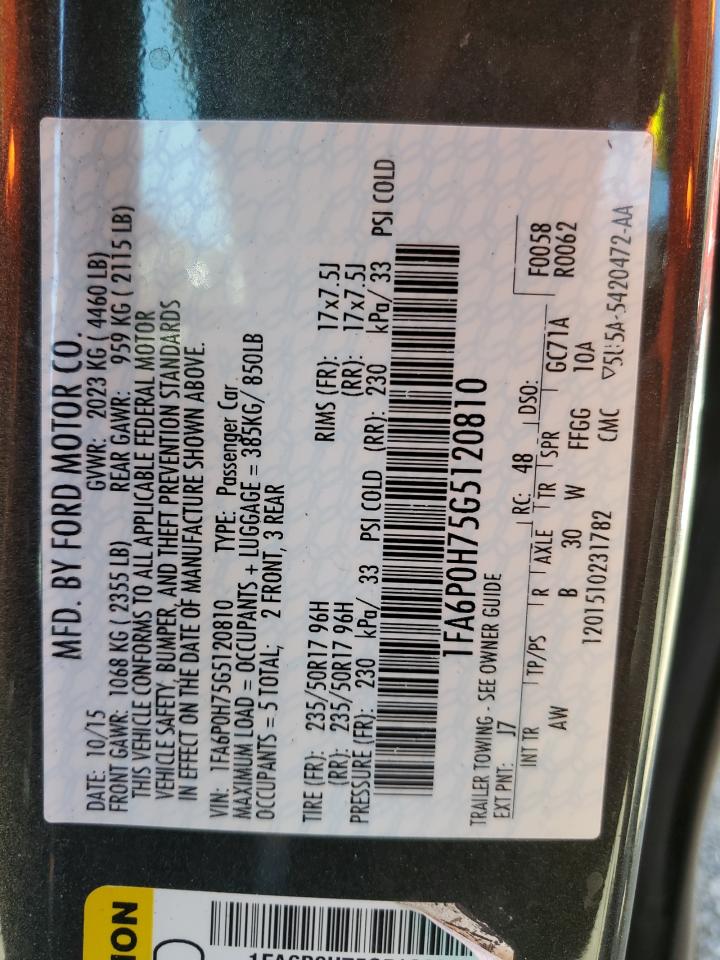 MFD. BY FORD MOTOR CO.
DATE: 10/15 GVWR: 2023 KG ( 4460 LB)
FRONT GAWR: 1068 KG ( 2355 LB) REAR GAWR: 959 KG ( 2115 LB)
THIS VEHICLE CONFORMS TO ALL APPLICABLE FEDERAL MOTOR
VEHICLE SAFETY, BUMPER, AND THEFT PREVENTION STANDARDS
IN EFFECT ON THE DATE OF MANUFACTURE SHOWN ABOVE.
VIN: 1FA6P0H75G5120810 TYPE: Passenger Car
MAXIMUM LOAD = OCCUPANTS + LUGGAGE = 385KG/ 850LB
OCCUPANTS = 5 TOTAL; 2 FRONT, 3 REAR
TIRE (FR): 235/50R17 96H RIMS (FR): 17x7.5J
(RR): 235/50R17 96H (RR): 17x7.5J
PRESSURE (FR): 230 kPa/ 33 PSI COLD (RR): 230 kPa/ 33 PSI COLD
1FA6P0H75G5120810
TRAILER TOWING - SEE OWNER GUIDE
EXT PNT: J7 RC: 48 DSO: F0058
INT TR TP/PS R AXLE TR SPR GC71A R0062
AW B 30 W FFGG 10A
1201510231782 CMC 5U5A-5420472-AA
ION